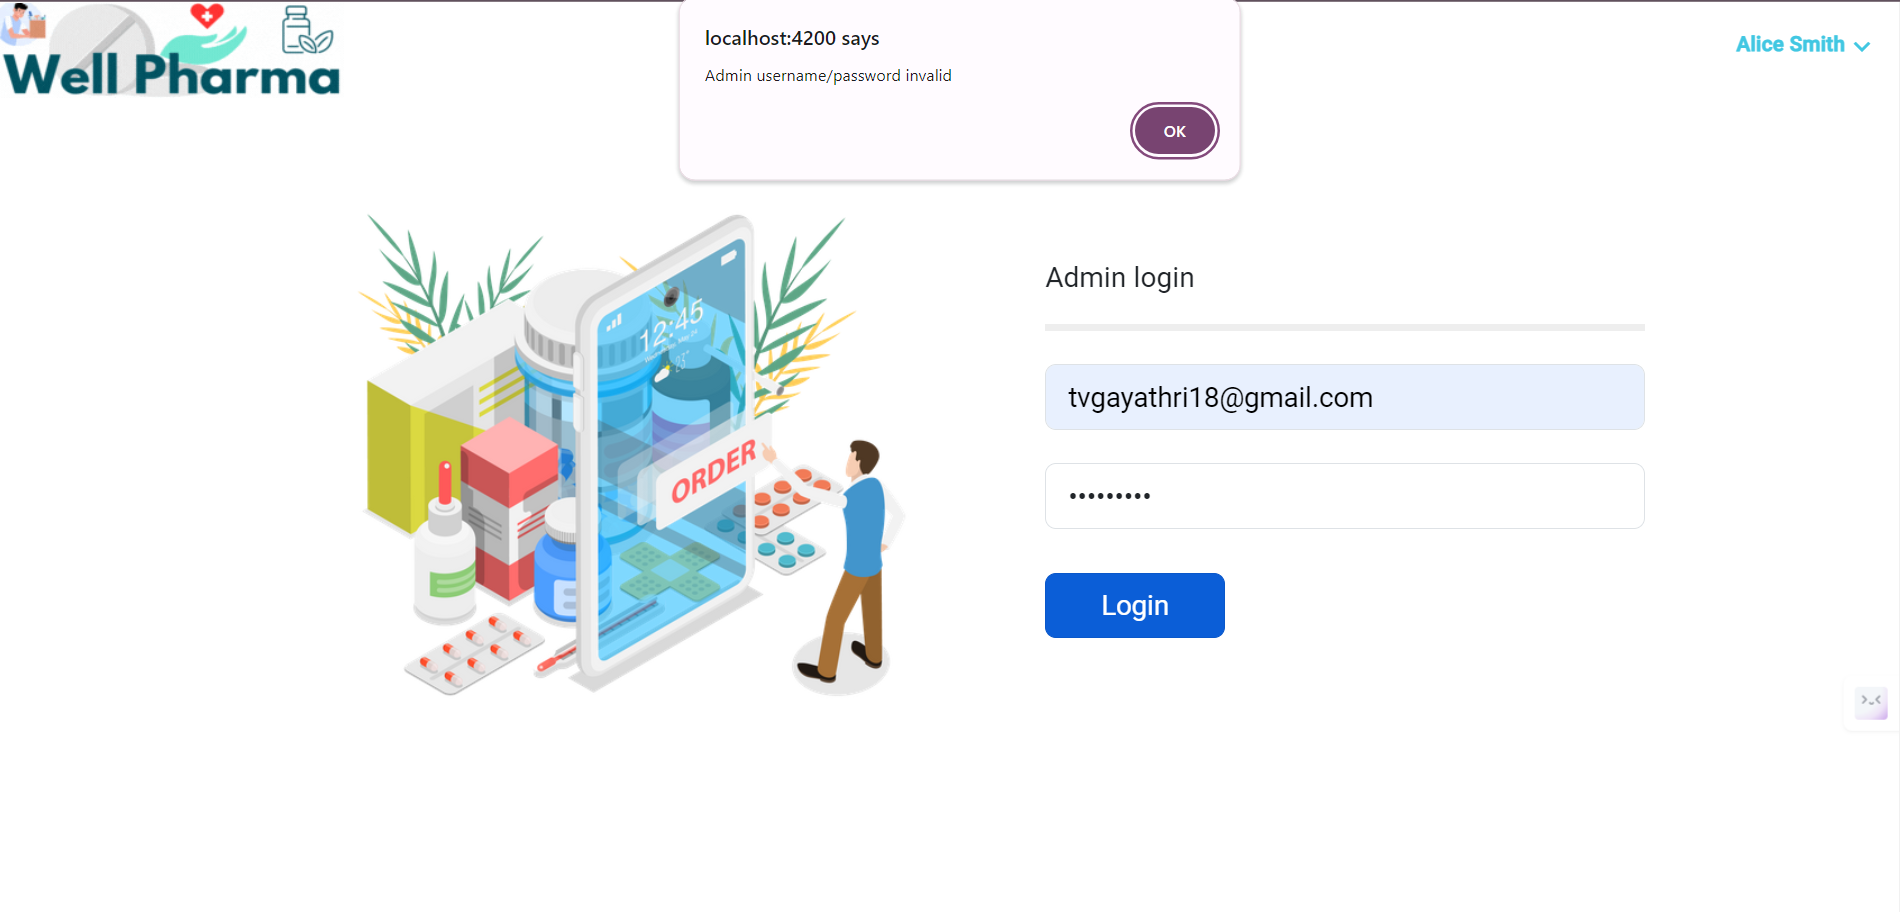 Well Pharma
localhost:4200 says
Admin username/password invalid
OK
Alice Smith
12:45
ORDER
Admin login
tvgayathri18@gmail.com
•••••••••
Login